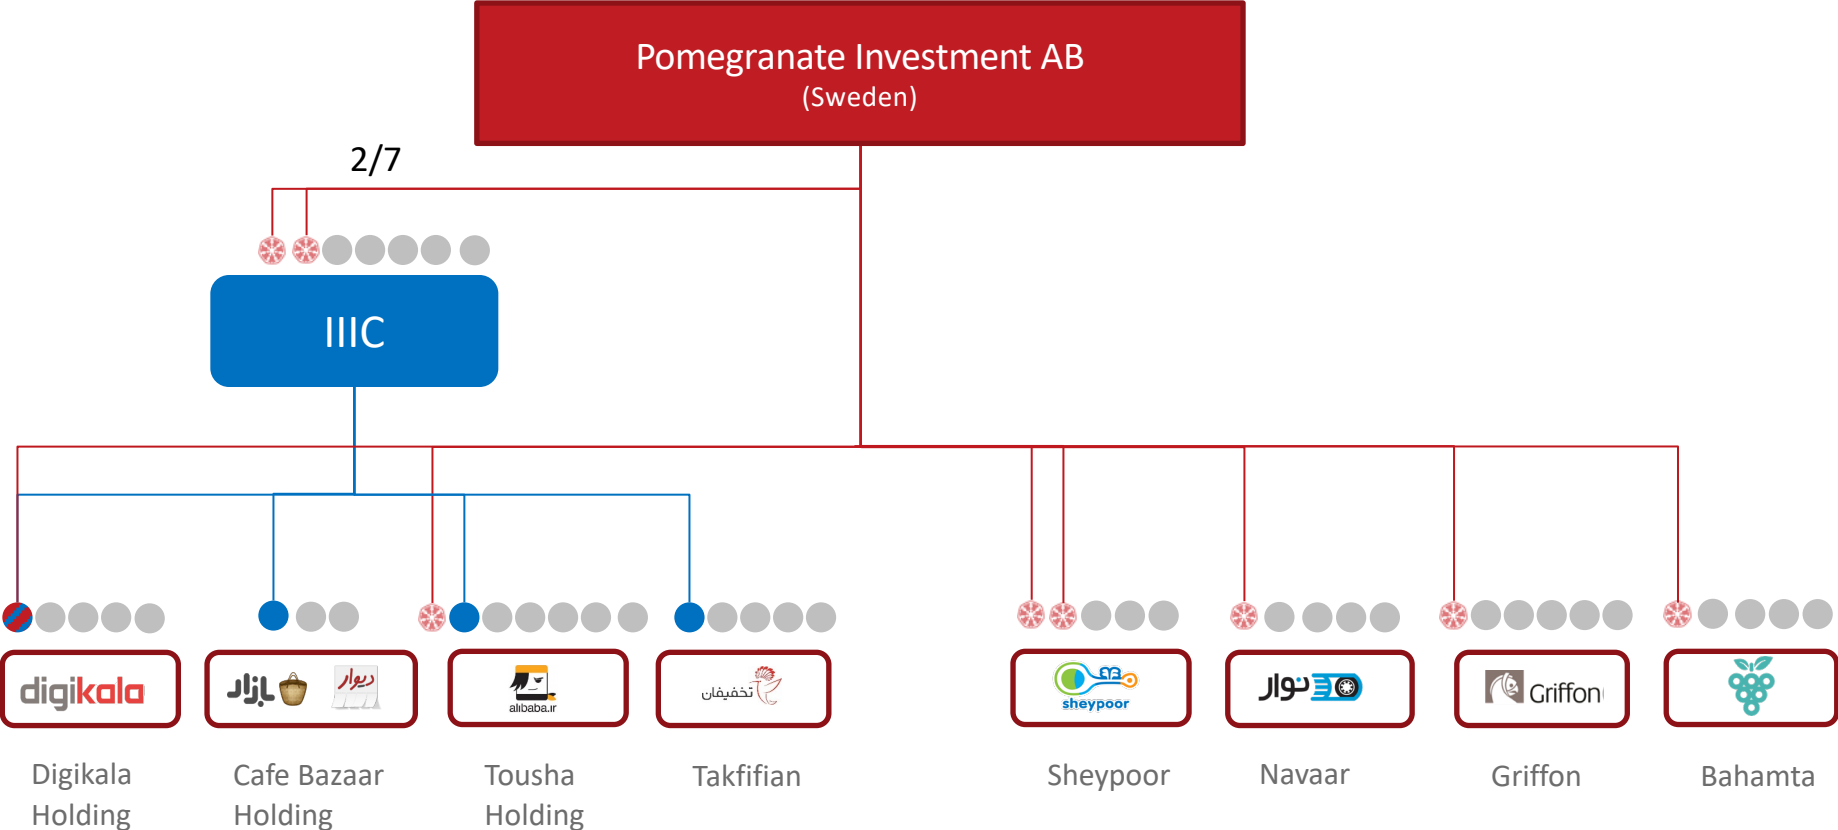 Pomegranate Investment AB
(Sweden)
2/7
IIIC
digikala
بازار
دیوار
alibaba.ir
تخفیفان
sheypoor
نوار
Griffon
Digikala
Holding
Cafe Bazaar
Holding
Tousha
Holding
Takfifian
Sheypoor
Navaar
Griffon
Bahamta